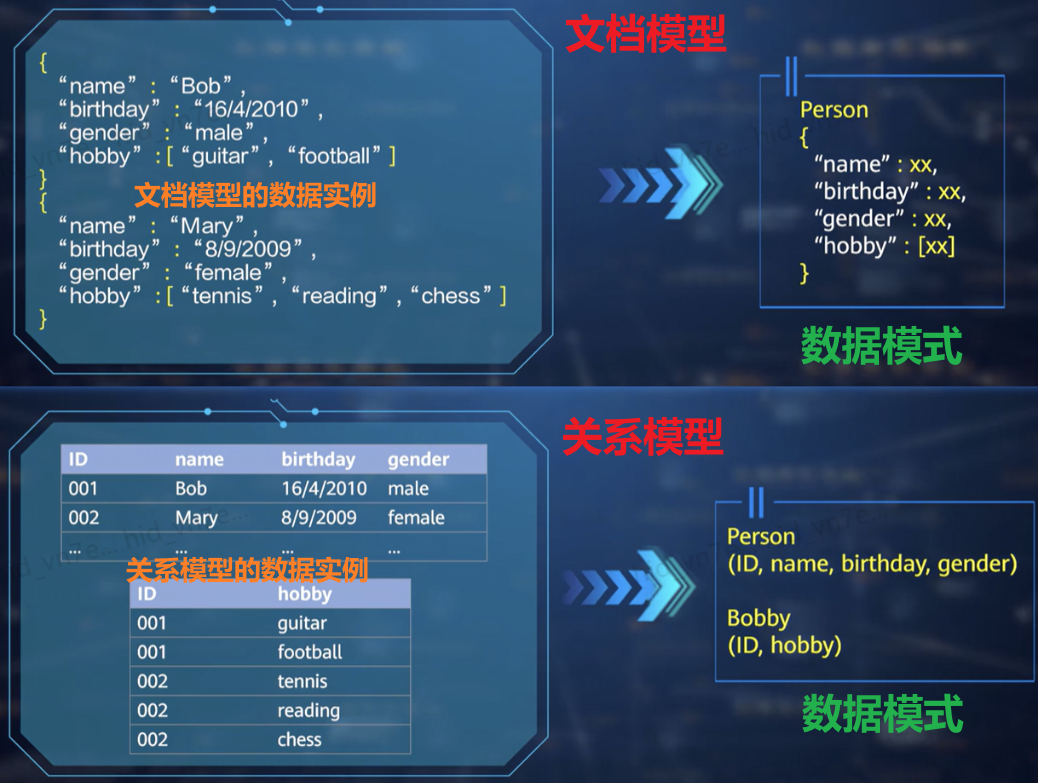 文档模型
{
“name” : “Bob” ,
“birthday” : “16/4/2010” ,
“gender” : “male” ,
“hobby” : [ “guitar” , “football” ]
}
文档模型的数据实例
{
“name” : “Mary” ,
“birthday” : “8/9/2009” ,
“gender” : “female” ,
“hobby” : [ “tennis” , “reading” , “chess” ]
}
Person
{
“name” : xx,
“birthday” : xx,
“gender” : xx,
“hobby” : [xx]
}
数据模式
关系模型
ID name birthday gender
001 Bob 16/4/2010 male
002 Mary 8/9/2009 female
... ... ... ...
关系模型的数据实例
ID hobby
001 guitar
001 football
002 tennis
002 reading
002 chess
Person
(ID, name, birthday, gender)
Bobby
(ID, hobby)
数据模式